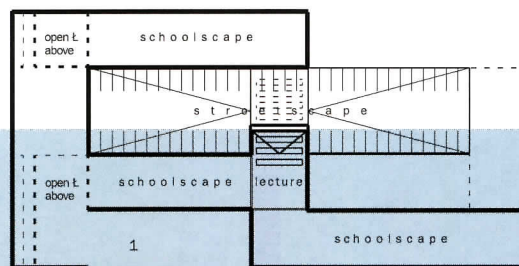 open Ł
above
schoolscape
streetscape
open Ł
above
schoolscape
lecture
1
schoolscape